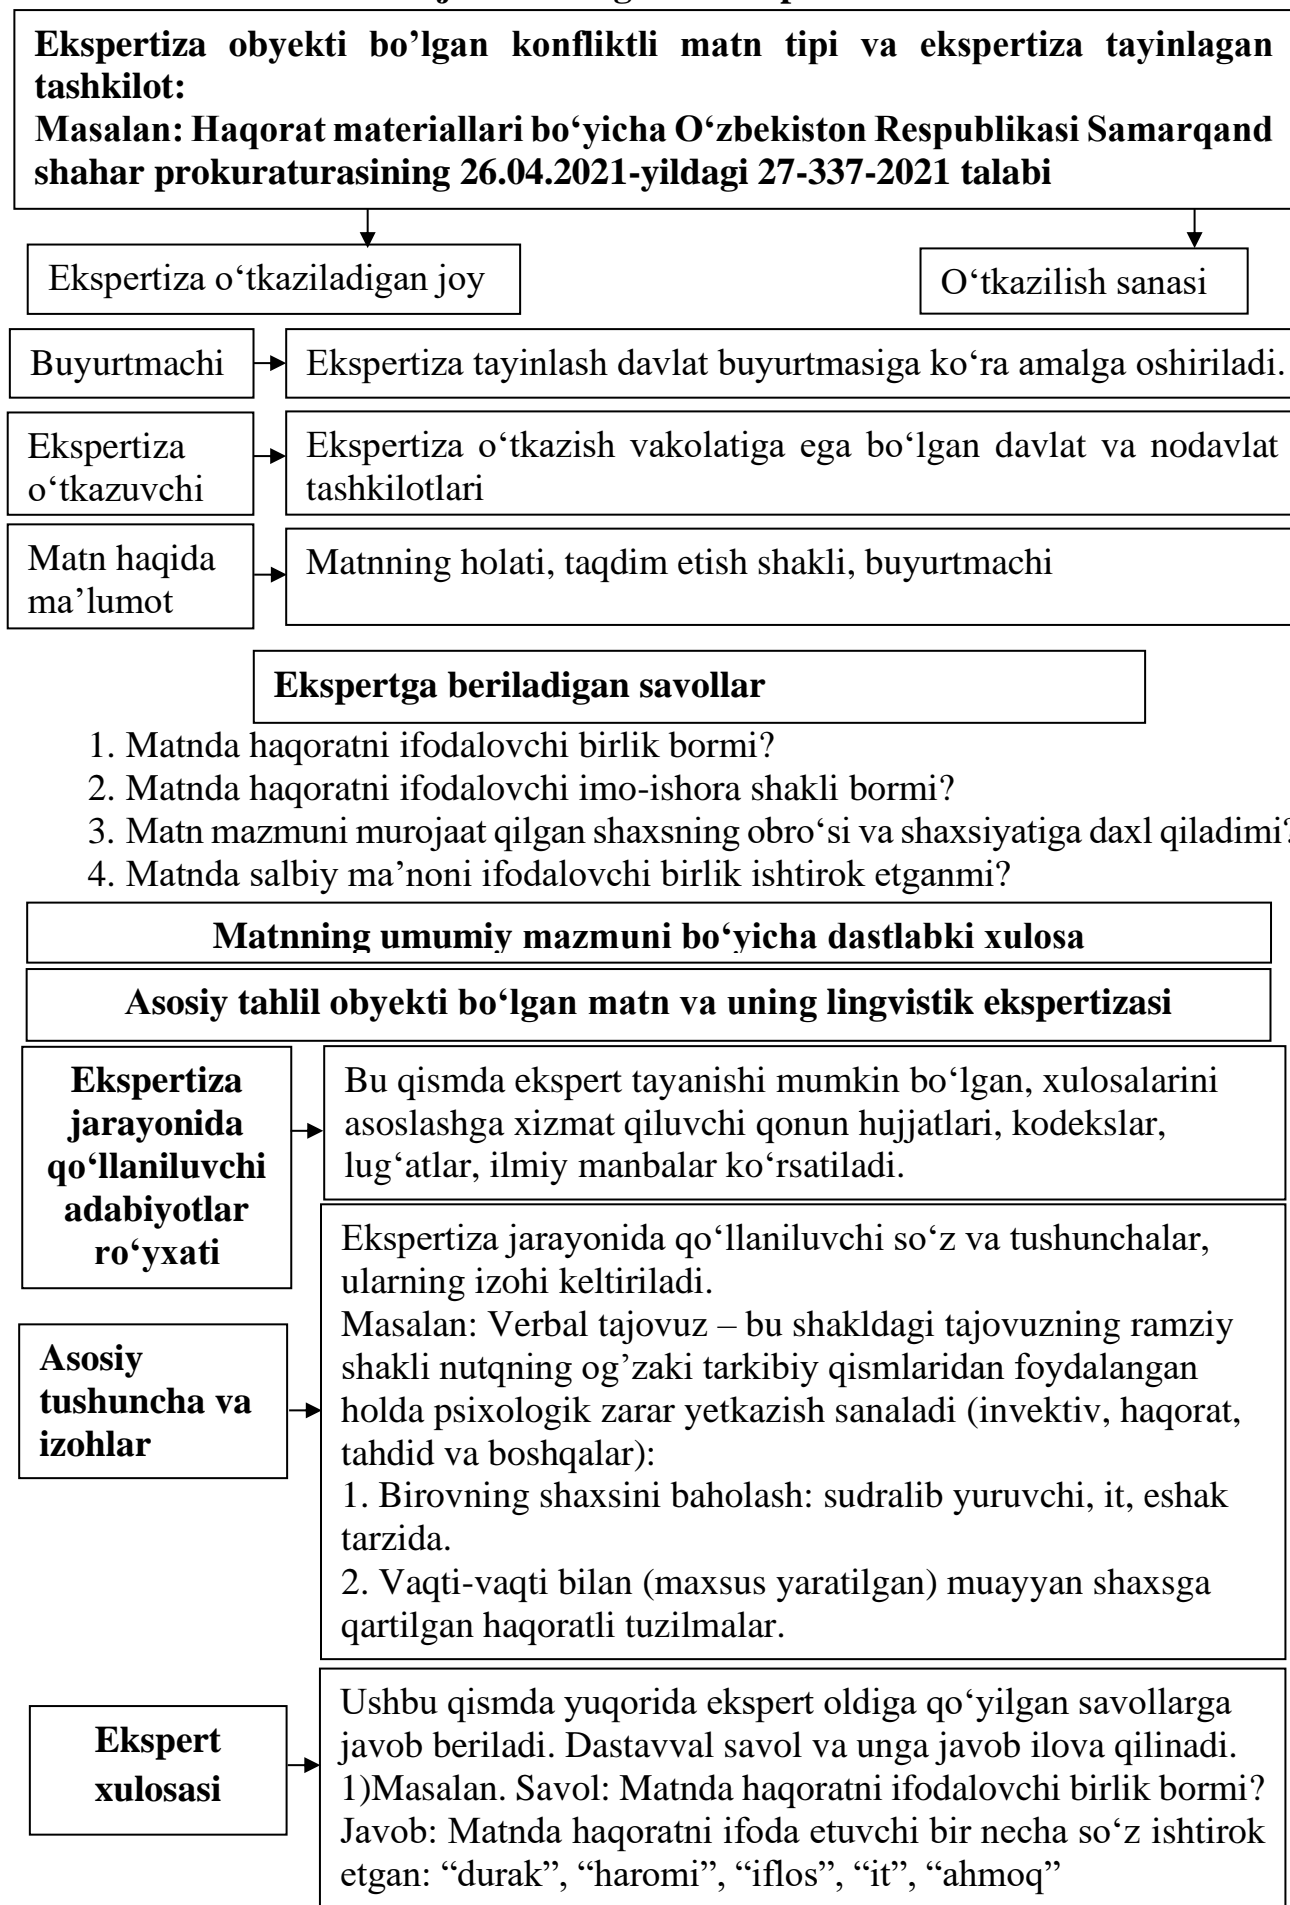 Ekspertiza obyekti bo’lgan konfliktli matn tipi va ekspertiza tayinlagan
tashkilot:
Masalan: Haqorat materiallari bo‘yicha O‘zbekiston Respublikasi Samarqand
shahar prokuraturasining 26.04.2021-yildagi 27-337-2021 talabi
Ekspertiza o‘tkaziladigan joy
O‘tkazilish sanasi
Buyurtmachi
Ekspertiza tayinlash davlat buyurtmasiga ko‘ra amalga oshiriladi.
Ekspertiza
o‘tkazuvchi
Ekspertiza o‘tkazish vakolatiga ega bo‘lgan davlat va nodavlat
tashkilotlari
Matn haqida
ma’lumot
Matnning holati, taqdim etish shakli, buyurtmachi
Ekspertga beriladigan savollar
1. Matnda haqoratni ifodalovchi birlik bormi?
2. Matnda haqoratni ifodalovchi imo-ishora shakli bormi?
3. Matn mazmuni murojaat qilgan shaxsning obro‘si va shaxsiyatiga daxl qiladimi?
4. Matnda salbiy ma’noni ifodalovchi birlik ishtirok etganmi?
Matnning umumiy mazmuni bo‘yicha dastlabki xulosa
Asosiy tahlil obyekti bo‘lgan matn va uning lingvistik ekspertizasi
Ekspertiza
jarayonida
qo‘llaniluvchi
adabiyotlar
ro‘yxati
Bu qismda ekspert tayanishi mumkin bo‘lgan, xulosalarini
asoslashga xizmat qiluvchi qonun hujjatlari, kodekslar,
lug‘atlar, ilmiy manbalar ko‘rsatiladi.
Asosiy
tushuncha va
izohlar
Ekspertiza jarayonida qo‘llaniluvchi so‘z va tushunchalar,
ularning izohi keltiriladi.
Masalan: Verbal tajovuz – bu shakldagi tajovuzning ramziy
shakli nutqning og’zaki tarkibiy qismlaridan foydalangan
holda psixologik zarar yetkazish sanaladi (invektiv, haqorat,
tahdid va boshqalar):
1. Birovning shaxsini baholash: sudralib yuruvchi, it, eshak
tarzida.
2. Vaqti-vaqti bilan (maxsus yaratilgan) muayyan shaxsga
qartilgan haqoratli tuzilmalar.
Ekspert
xulosasi
Ushbu qismda yuqorida ekspert oldiga qo‘yilgan savollarga
javob beriladi. Dastavval savol va unga javob ilova qilinadi.
1)Masalan. Savol: Matnda haqoratni ifodalovchi birlik bormi?
Javob: Matnda haqoratni ifoda etuvchi bir necha so‘z ishtirok
etgan: “durak”, “haromi”, “iflos”, “it”, “ahmoq”